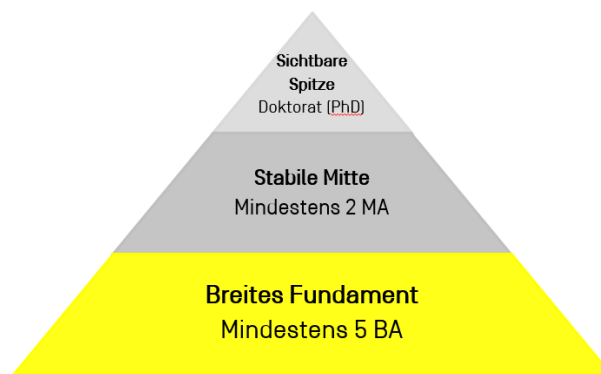 Sichtbare
Spitze
Doktorat (PhD)
Stabile Mitte
Mindestens 2 MA
Breites Fundament
Mindestens 5 BA